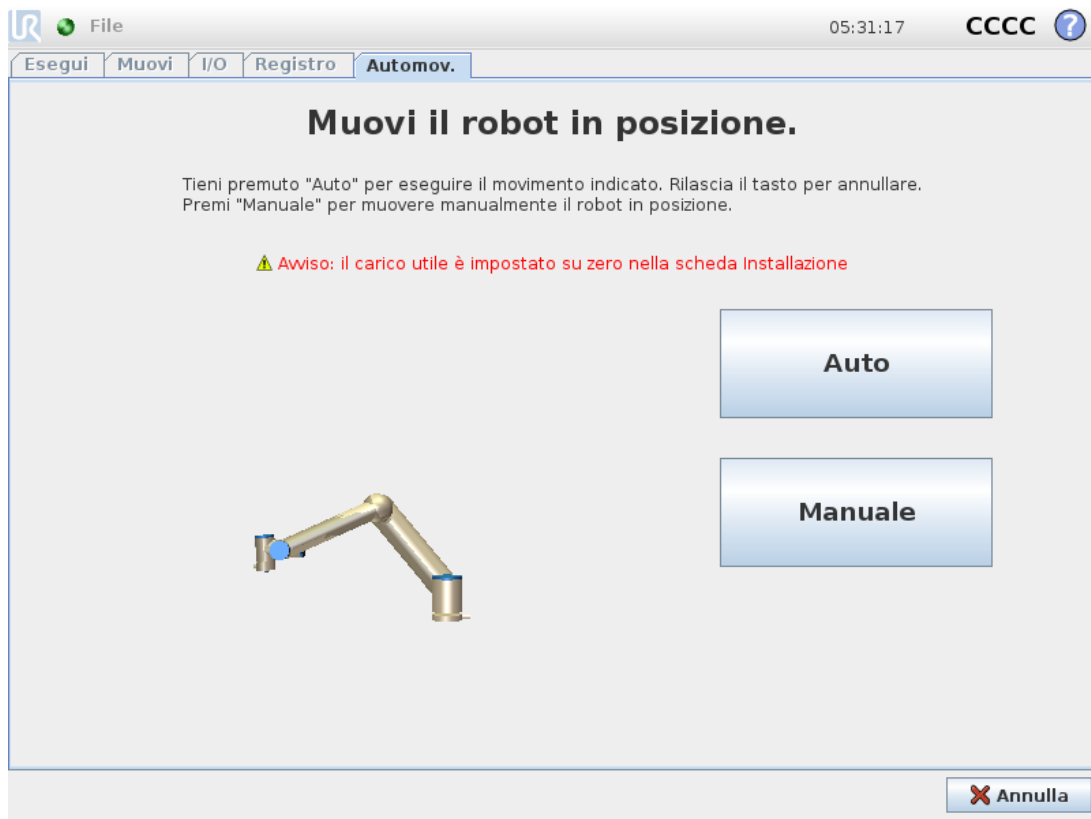 UR File 05:31:17 CCCC ?
Esegui Muovi I/O Registro Automov.
Muovi il robot in posizione.
Tieni premuto "Auto" per eseguire il movimento indicato. Rilascia il tasto per annullare.
Premi "Manuale" per muovere manualmente il robot in posizione.
Avviso: il carico utile è impostato su zero nella scheda Installazione
Auto
Manuale
Annulla